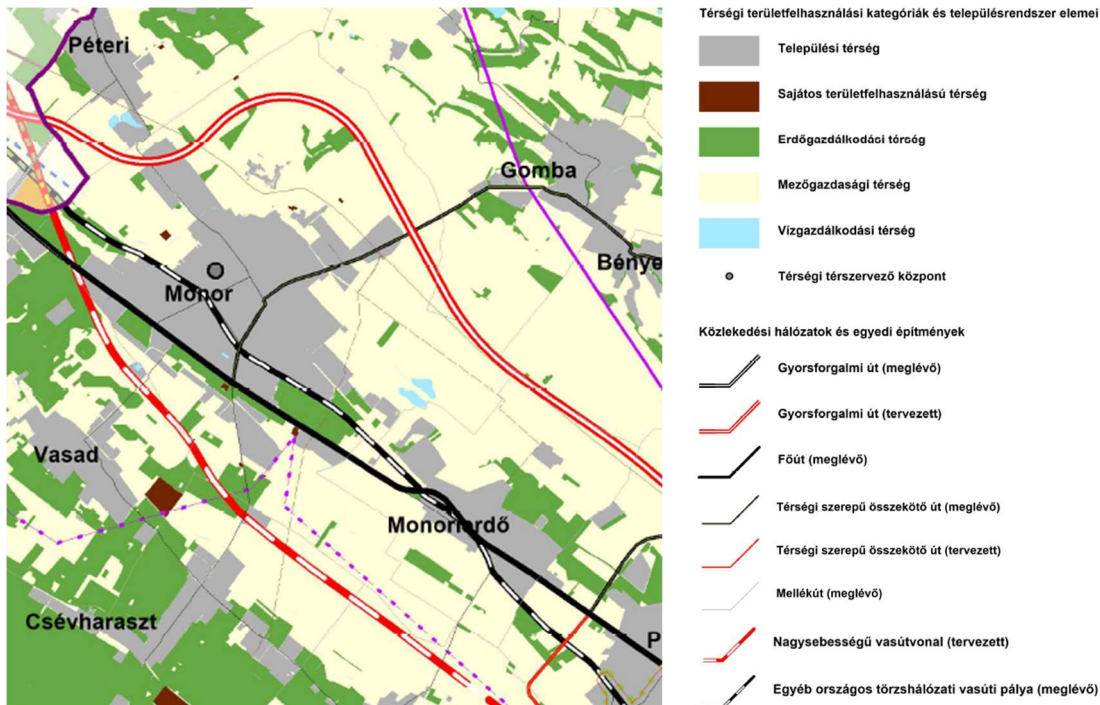 Péteri
Gomba
Bénye
Monor
Vasad
Monorierdő
Csévharaszt
P
Térségi területfelhasználási kategóriák és településrendszer elemei
Települési térség
Sajátos területfelhasználású térség
Erdőgazdálkodási térség
Mezőgazdasági térség
Vízgazdálkodási térség
Térségi térszervező központ
Közlekedési hálózatok és egyedi építmények
Gyorsforgalmi út (meglévő)
Gyorsforgalmi út (tervezett)
Főút (meglévő)
Térségi szerepű összekötő út (meglévő)
Térségi szerepű összekötő út (tervezett)
Mellékút (meglévő)
Nagysebességű vasútvonal (tervezett)
Egyéb országos törzshálózati vasúti pálya (meglévő)